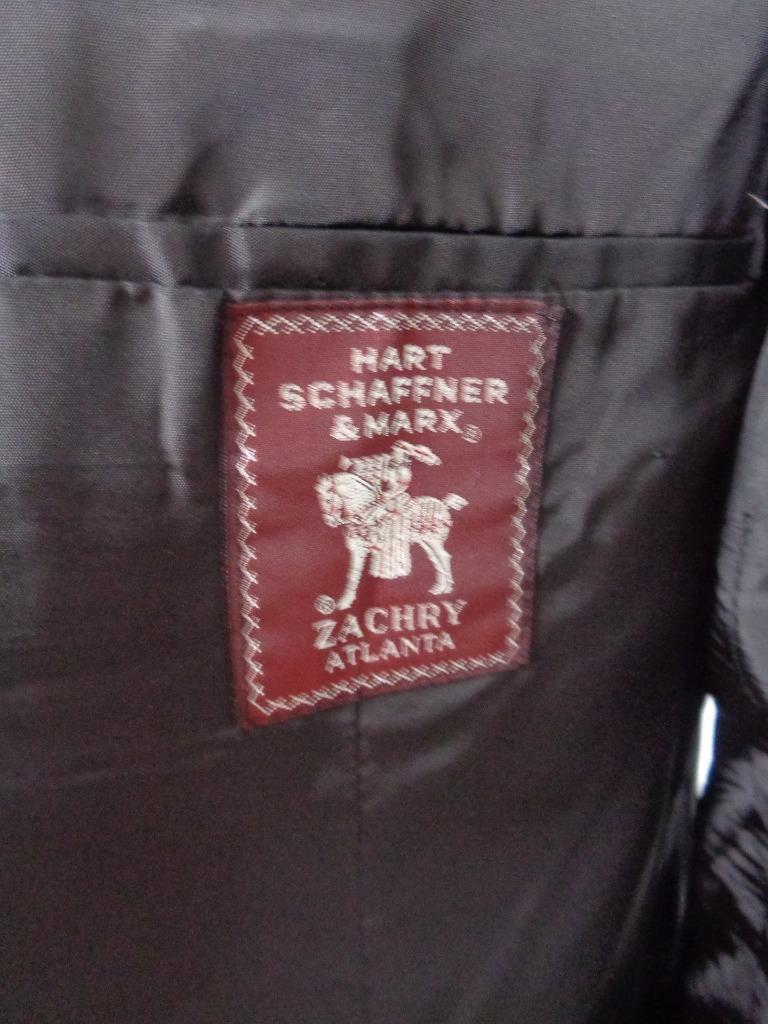 HART
SCHAFFNER
& MARX®
®
ZACHRY
ATLANTA